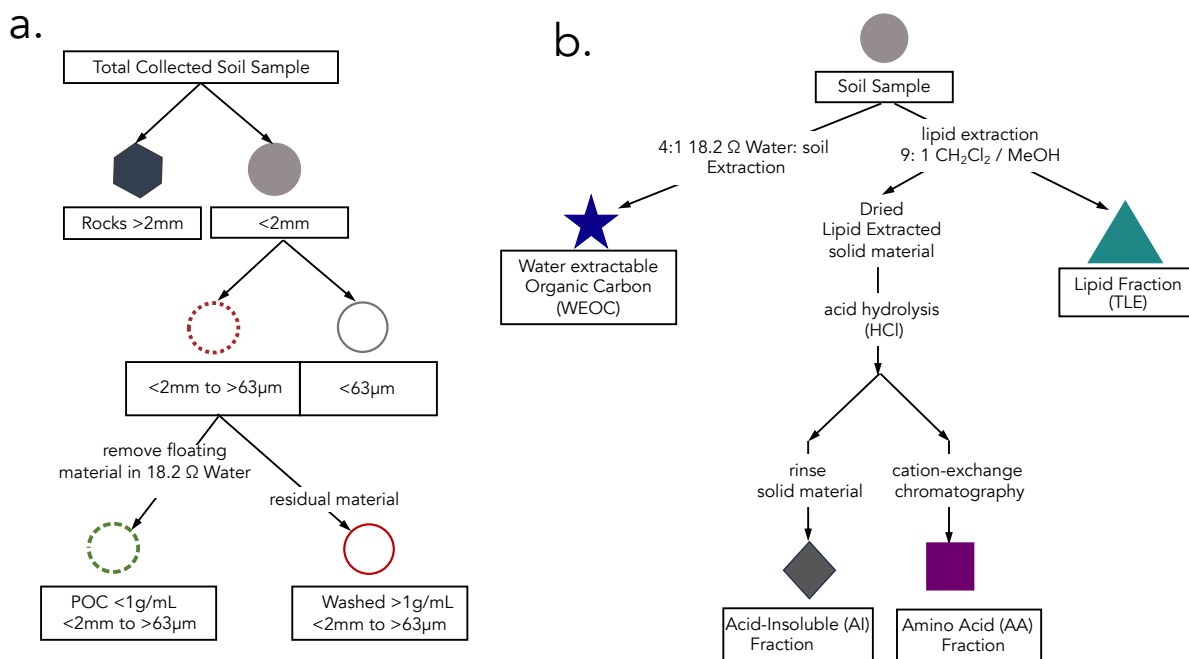 a.
Total Collected Soil Sample
Rocks >2mm
<2mm
<2mm to >63µm
<63µm
remove floating
material in 18.2 Ω Water
residual material
POC <1g/mL
<2mm to >63µm
Washed >1g/mL
<2mm to >63µm
b.
Soil Sample
4:1 18.2 Ω Water: soil
Extraction
lipid extraction
9: 1 CH₂Cl₂ / MeOH
Water extractable
Organic Carbon
(WEOC)
Dried
Lipid Extracted
solid material
Lipid Fraction
(TLE)
acid hydrolysis
(HCl)
rinse
solid material
cation-exchange
chromatography
Acid-Insoluble (AI)
Fraction
Amino Acid (AA)
Fraction